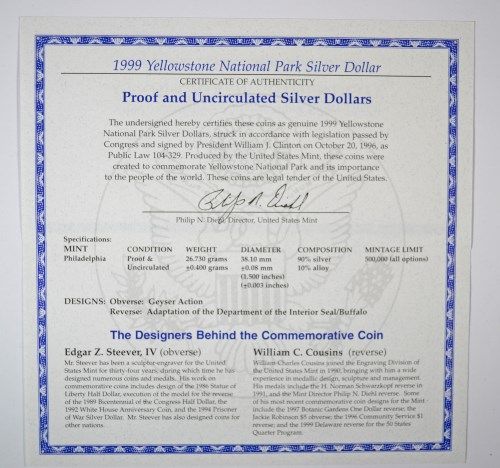 1999 Yellowstone National Park Silver Dollar
CERTIFICATE OF AUTHENTICITY
Proof and Uncirculated Silver Dollars
The undersigned hereby certifies these coins as genuine 1999 Yellowstone
National Park Silver Dollars, struck in accordance with legislation passed by
Congress and signed by President William J. Clinton on October 20, 1996, as
Public Law 104-329. Produced by the United States Mint, these coins were
created to commemorate Yellowstone National Park and its importance
to the people of the world. These coins are legal tender of the United States.
Philip N. Diehl, Director, United States Mint
Specifications:
MINT CONDITION WEIGHT DIAMETER COMPOSITION MINTAGE LIMIT
Philadelphia Proof & 26.730 grams 38.10 mm 90% silver 500,000 (all options)
Uncirculated ±0.400 grams ±0.08 mm 10% alloy
(1.500 inches)
(±0.003 inches)
DESIGNS: Obverse: Geyser Action
Reverse: Adaptation of the Department of the Interior Seal/Buffalo
The Designers Behind the Commemorative Coin
Edgar Z. Steever, IV (obverse)
Mr. Steever has been a sculptor-engraver for the United
States Mint for thirty-four years, during which time he has
designed numerous coins and medals. His work on
commemorative coins includes design of the 1986 Statue of
Liberty Half Dollar, execution of the model for the reverse
of the 1989 Bicentennial of the Congress Half Dollar, the
1992 White House Anniversary Coin, and the 1994 Prisoner
of War Silver Dollar. Mr. Steever has also designed coins for
other nations.
William C. Cousins (reverse)
William Charles Cousins joined the Engraving Division of
the United States Mint in 1990, bringing with him a wide
experience in medallic design, sculpture and management.
His medals include the H. Norman Schwarzkopf reverse in
1991, and the Mint Director Philip N. Diehl reverse. Some of
his most recent commemorative coin designs for the Mint
include the 1997 Botanic Gardens One Dollar reverse; the
Jackie Robinson $5 obverse; the 1996 Community Service $1
reverse; and the 1999 Delaware reverse for the 50 States
Quarter Program.